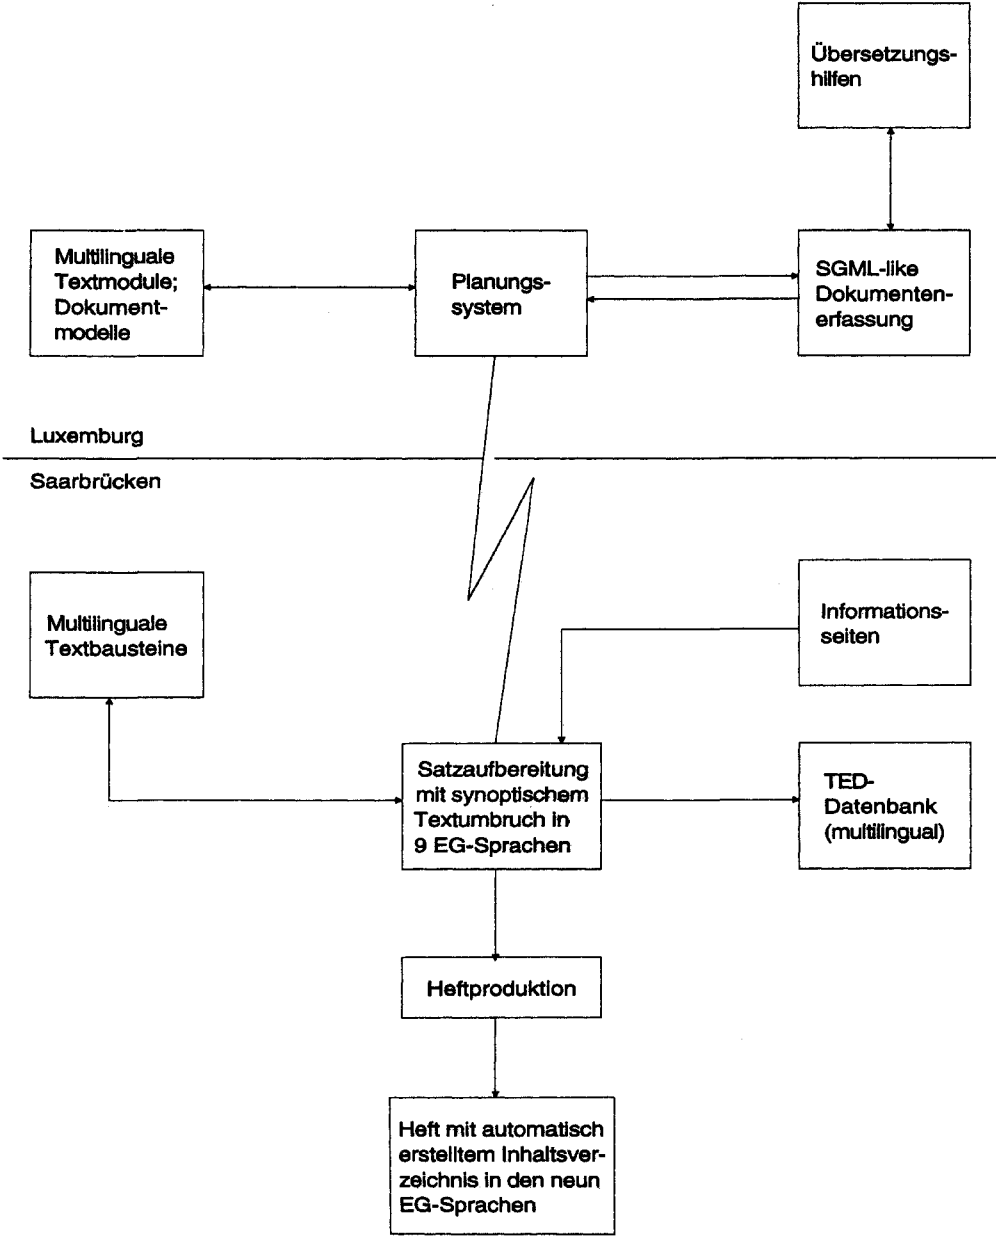 Übersetzungs-
hilfen
Multilinguale
Textmodule;
Dokument-
modelle
Planungs-
system
SGML-like
Dokumenten-
erfassung
Luxemburg
Saarbrücken
Multilinguale
Textbausteine
Informations-
seiten
Satzaufbereitung
mit synoptischem
Textumbruch in
9 EG-Sprachen
TED-
Datenbank
(multilingual)
Heftproduktion
Heft mit automatisch
erstelltem Inhaltsver-
zeichnis in den neun
EG-Sprachen